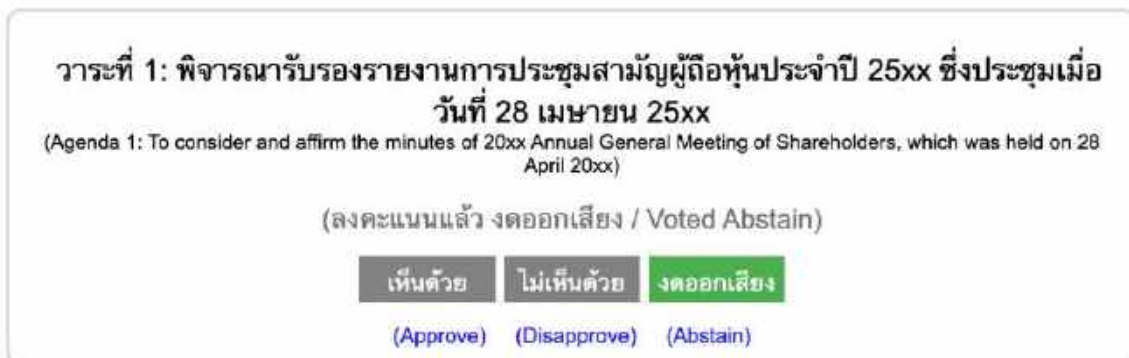 วาระที่ 1: พิจารณารับรองรายงานการประชุมสามัญผู้ถือหุ้นประจำปี 25xx ซึ่งประชุมเมื่อ
วันที่ 28 เมษายน 25xx
(Agenda 1: To consider and affirm the minutes of 20xx Annual General Meeting of Shareholders, which was held on 28
April 20xx)
(ลงคะแนนแล้ว งดออกเสียง / Voted Abstain)
เห็นด้วย ไม่เห็นด้วย งดออกเสียง
(Approve) (Disapprove) (Abstain)